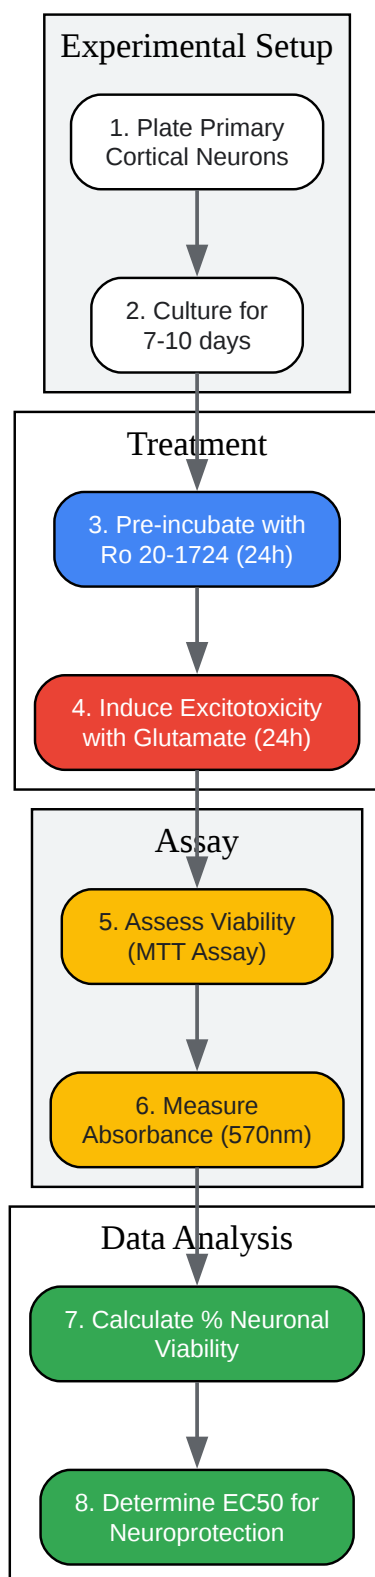 Experimental Setup
1. Plate Primary
Cortical Neurons
2. Culture for
7-10 days
Treatment
3. Pre-incubate with
Ro 20-1724 (24h)
4. Induce Excitotoxicity
with Glutamate (24h)
Assay
5. Assess Viability
(MTT Assay)
6. Measure
Absorbance (570nm)
Data Analysis
7. Calculate % Neuronal
Viability
8. Determine EC50 for
Neuroprotection